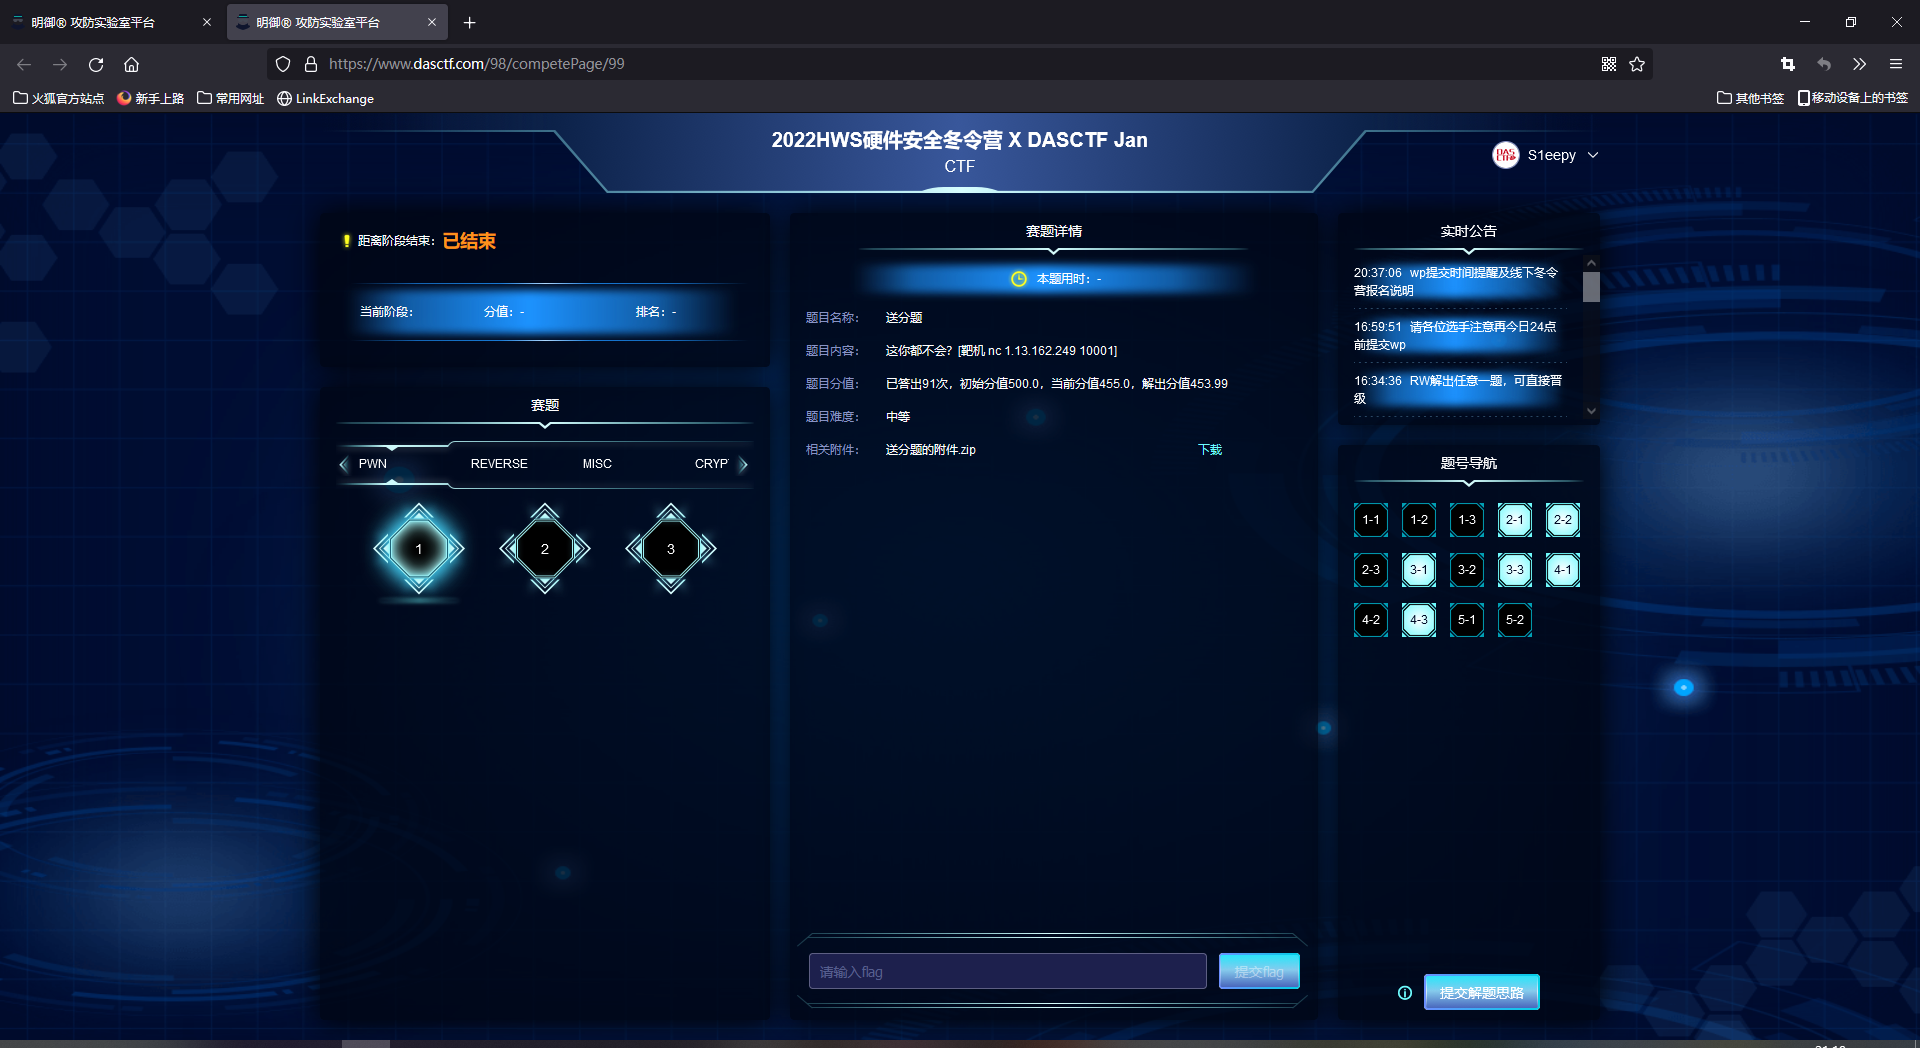 明御® 攻防实验室平台
明御® 攻防实验室平台
https://www.dasctf.com/98/competePage/99
火狐官方站点 新手上路 常用网址 LinkExchange 其他书签 移动设备上的书签
2022HWS硬件安全冬令营 X DASCTF Jan
CTF
S1eepy
距离阶段结束: 已结束
当前阶段: 分值: - 排名: -
赛题
PWN REVERSE MISC CRYP
1 2 3
赛题详情
本题用时: -
题目名称: 送分题
题目内容: 这你都不会? [靶机 nc 1.13.162.249 10001]
题目分值: 已答出91次, 初始分值500.0, 当前分值455.0, 解出分值453.99
题目难度: 中等
相关附件: 送分题的附件.zip 下载
请输入flag 提交flag
实时公告
20:37:06 wp提交时间提醒及线下冬令
营报名说明
16:59:51 请各位选手注意再今日24点
前提交wp
16:34:36 RW解出任意一题, 可直接晋
级
题号导航
1-1 1-2 1-3 2-1 2-2
2-3 3-1 3-2 3-3 4-1
4-2 4-3 5-1 5-2
提交解题思路